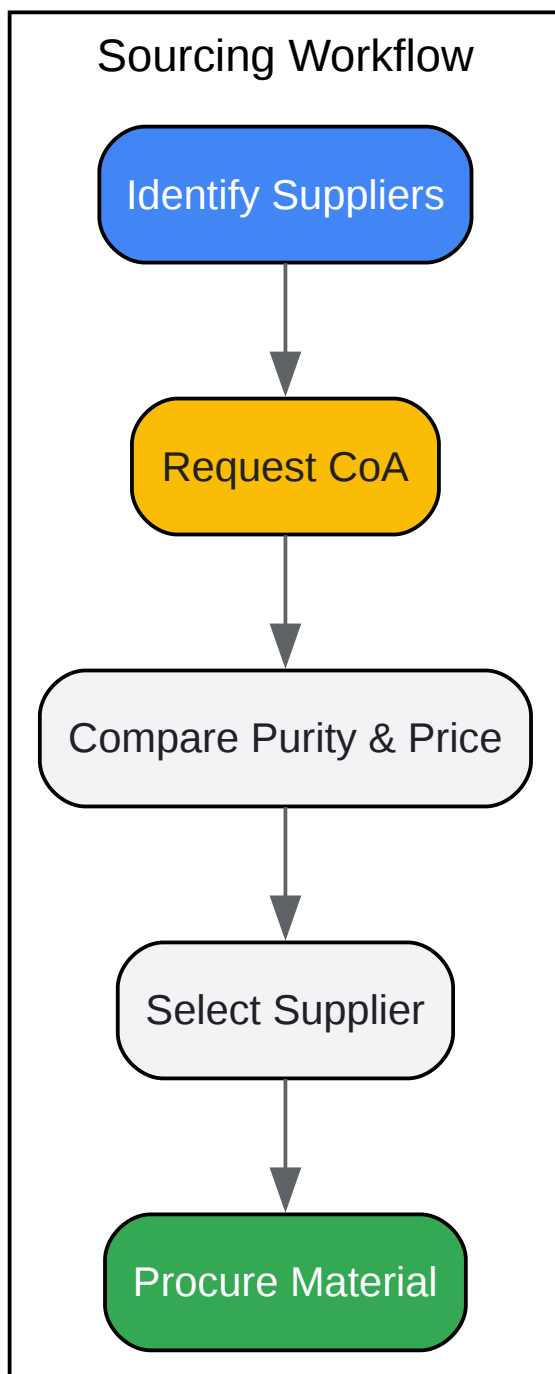 Sourcing Workflow
Identify Suppliers
Request CoA
Compare Purity & Price
Select Supplier
Procure Material